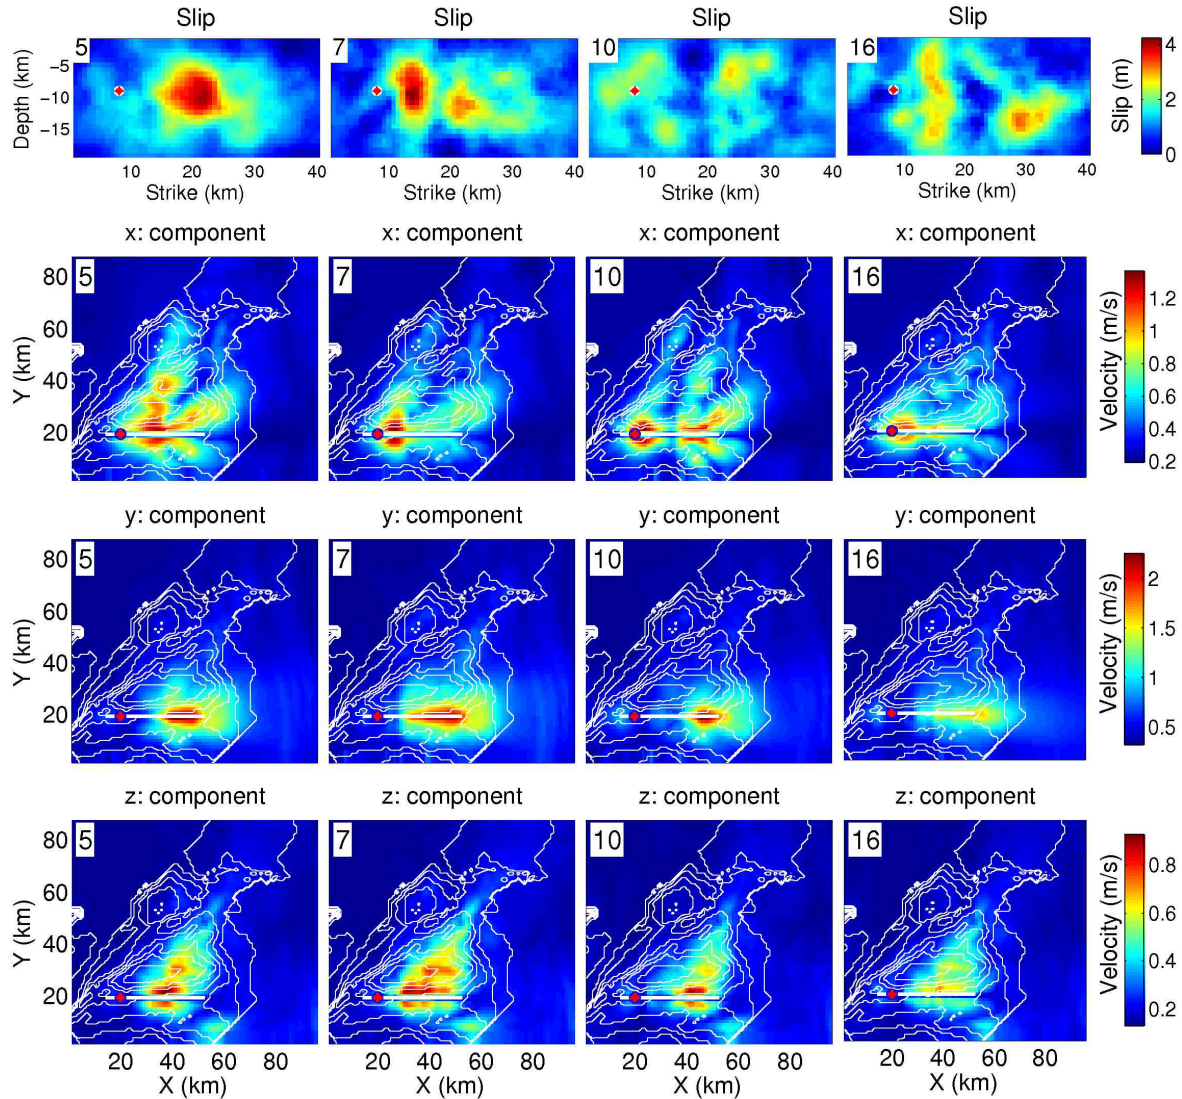 Slip Slip Slip Slip
5 7 10 16
Depth (km)
−5
−10
−15
10 20 30 40 10 20 30 40 10 20 30 40 10 20 30 40
Strike (km) Strike (km) Strike (km) Strike (km)
Slip (m)
4
2
0
x: component x: component x: component x: component
5 7 10 16
Y (km)
80
60
40
20
Velocity (m/s)
1.2
1
0.8
0.6
0.4
0.2
y: component y: component y: component y: component
5 7 10 16
Y (km)
80
60
40
20
Velocity (m/s)
2
1.5
1
0.5
z: component z: component z: component z: component
5 7 10 16
Y (km)
80
60
40
20
Velocity (m/s)
0.8
0.6
0.4
0.2
20 40 60 80 20 40 60 80 20 40 60 80 20 40 60 80
X (km) X (km) X (km) X (km)